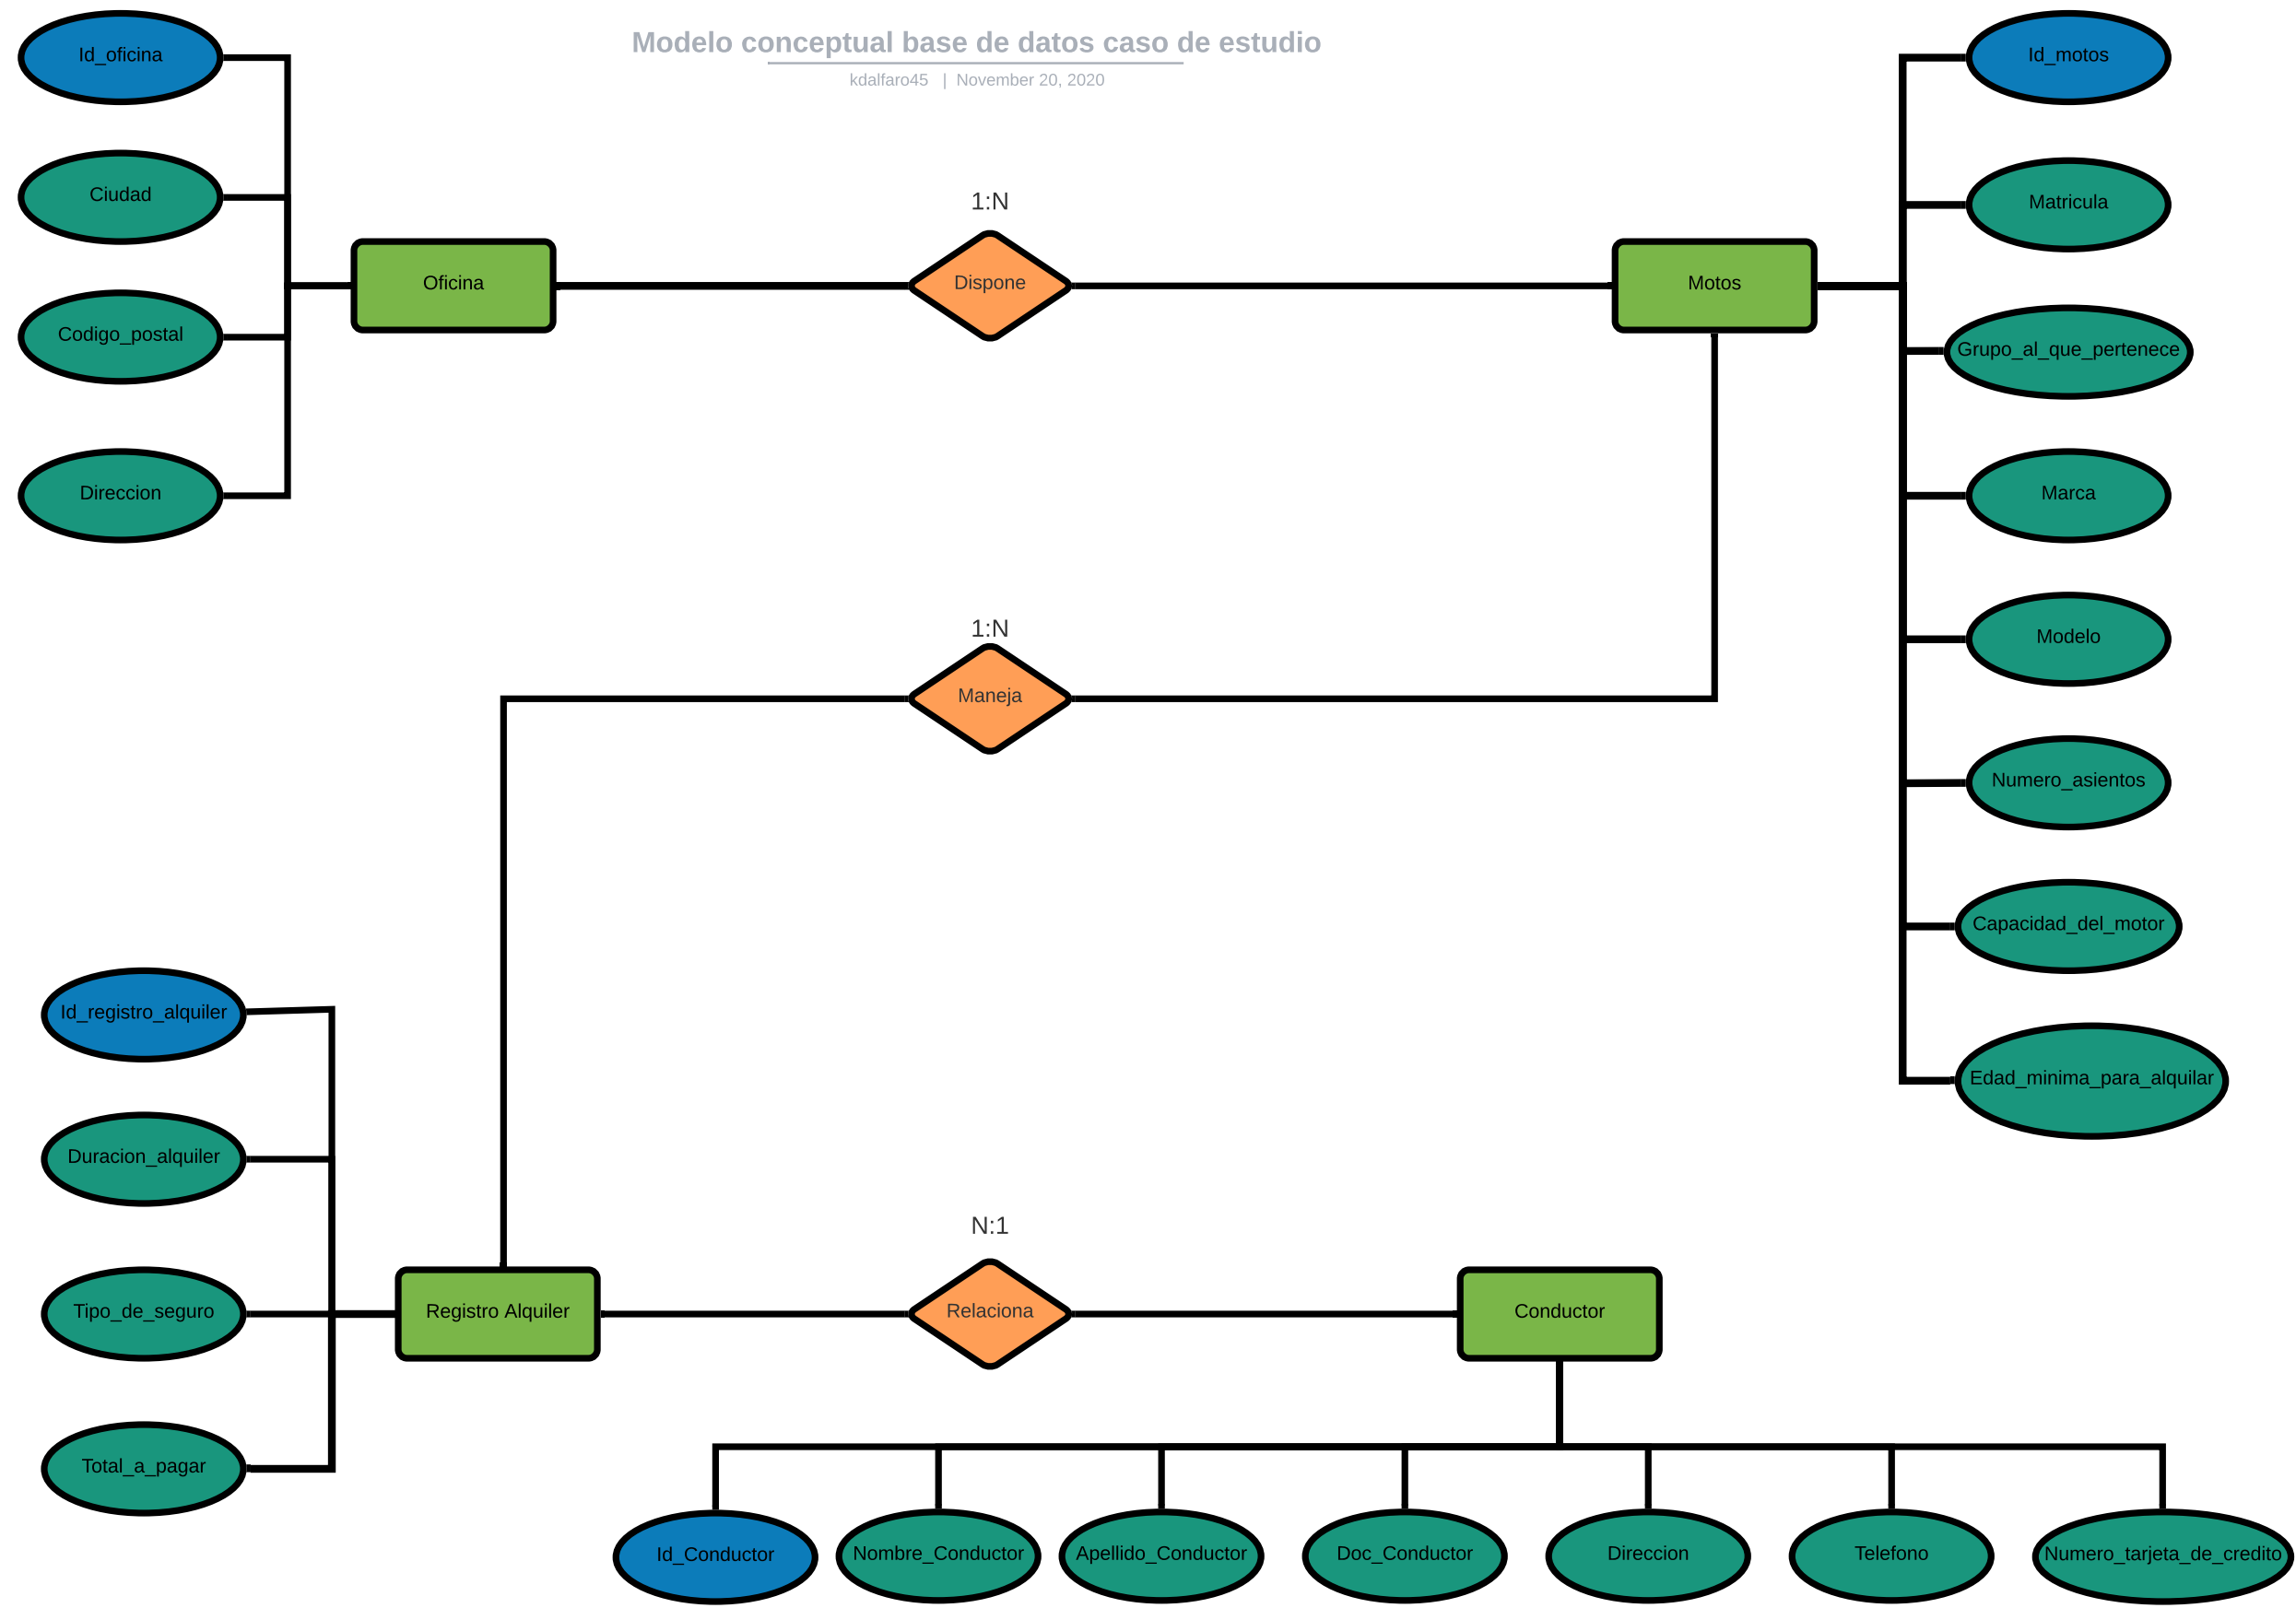 Modelo conceptual base de datos caso de estudio
kdalfaro45 | November 20, 2020
Id_oficina
Ciudad
Codigo_postal
Direccion
Oficina
1:N
Dispone
Motos
Id_motos
Matricula
Grupo_al_que_pertenece
Marca
Modelo
Numero_asientos
Capacidad_del_motor
Edad_minima_para_alquilar
1:N
Maneja
Id_registro_alquiler
Duracion_alquiler
Tipo_de_seguro
Total_a_pagar
Registro Alquiler
N:1
Relaciona
Conductor
Id_Conductor
Nombre_Conductor
Apellido_Conductor
Doc_Conductor
Direccion
Telefono
Numero_tarjeta_de_credito